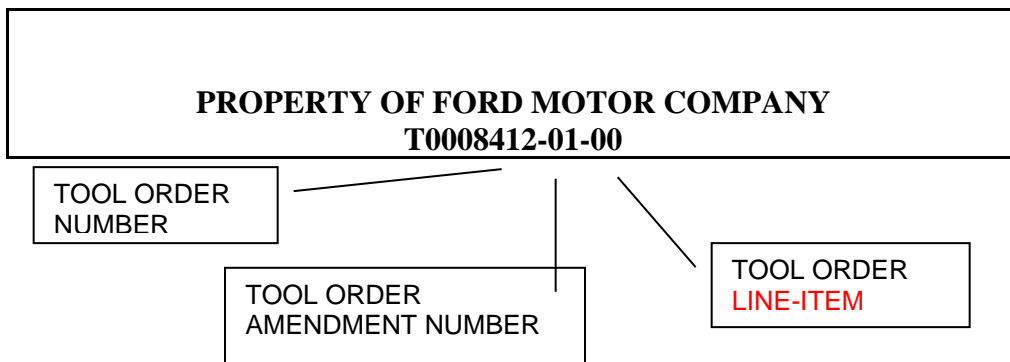 PROPERTY OF FORD MOTOR COMPANY
T0008412-01-00
TOOL ORDER
NUMBER
TOOL ORDER
AMENDMENT NUMBER
TOOL ORDER
LINE-ITEM